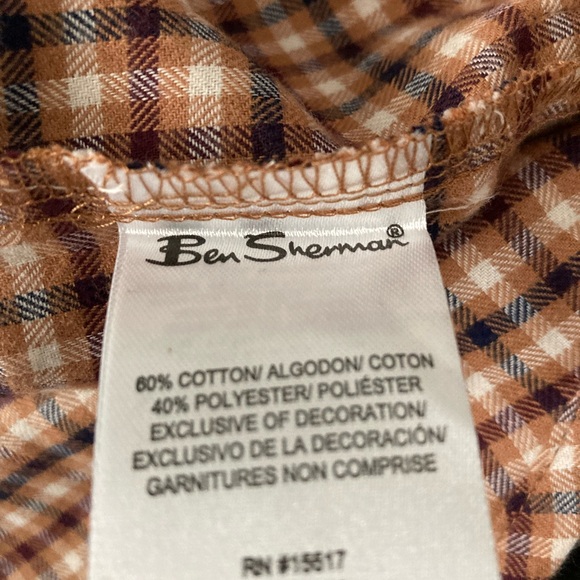 Ben Sherman®
60% COTTON/ ALGODON/ COTON
40% POLYESTER/ POLIÉSTER
EXCLUSIVE OF DECORATION/
EXCLUSIVO DE LA DECORACIÓN/
GARNITURES NON COMPRISE
RN #15517